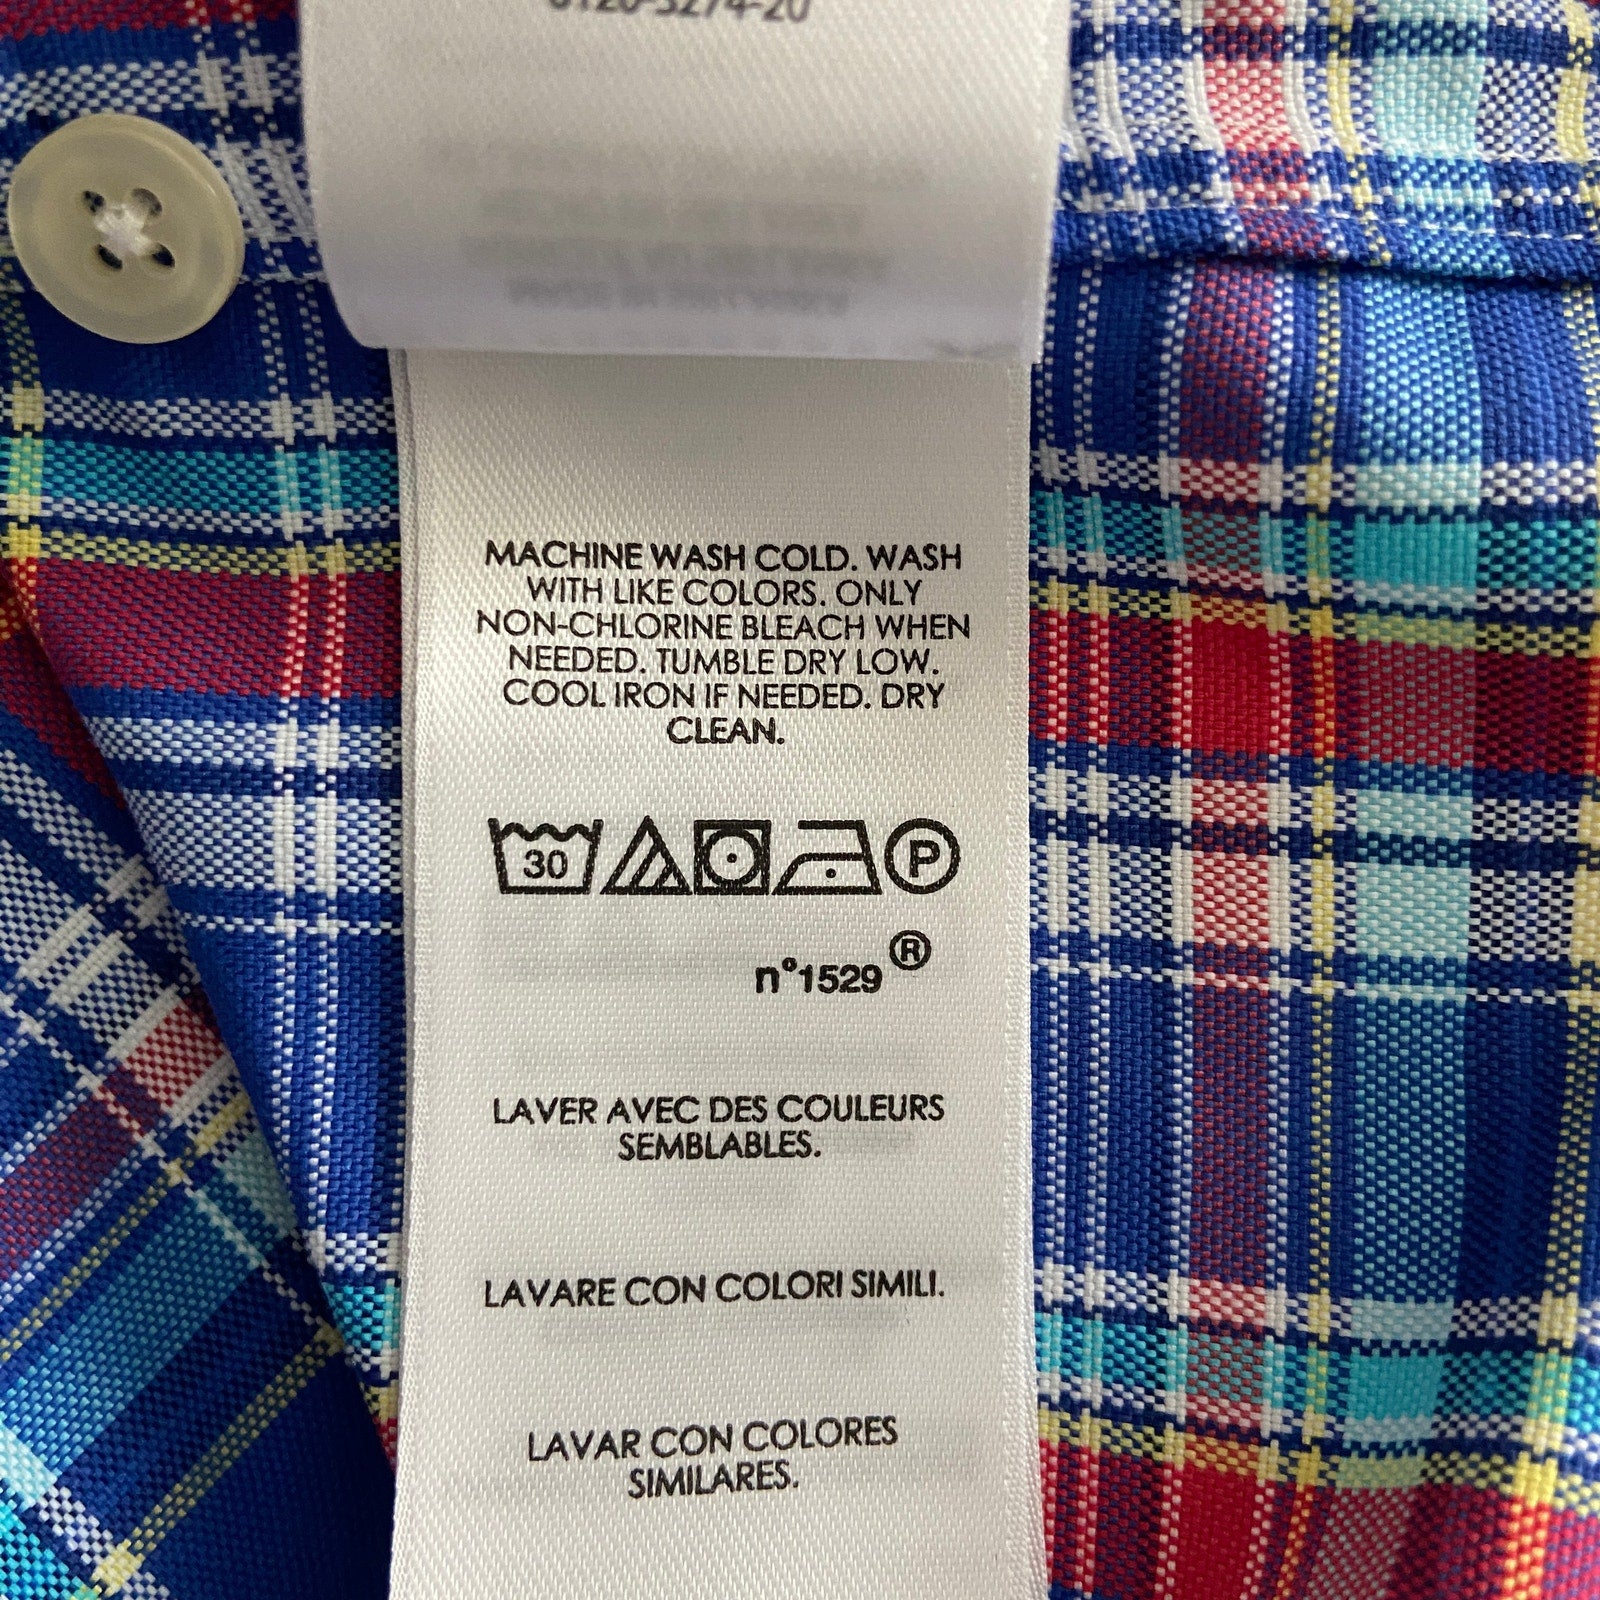 MACHINE WASH COLD. WASH
WITH LIKE COLORS. ONLY
NON-CHLORINE BLEACH WHEN
NEEDED. TUMBLE DRY LOW.
COOL IRON IF NEEDED. DRY
CLEAN.
30 P
n°1529®
LAVER AVEC DES COULEURS
SEMBLABLES.
LAVARE CON COLORI SIMILI.
LAVAR CON COLORES
SIMILARES.